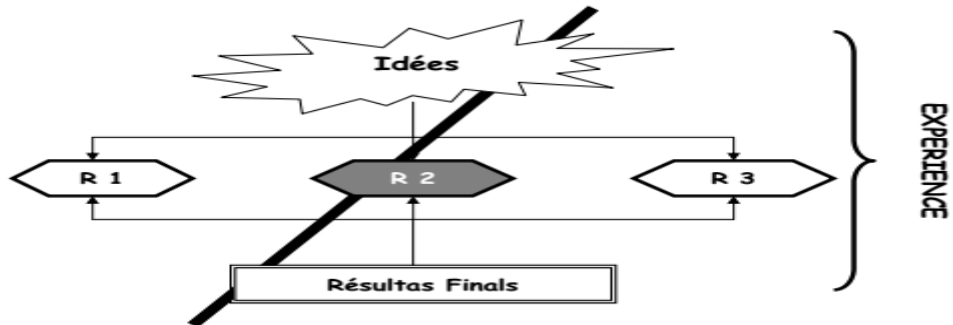 Idées
R 1
R 2
R 3
Résultas Finals
EXPERIENCE